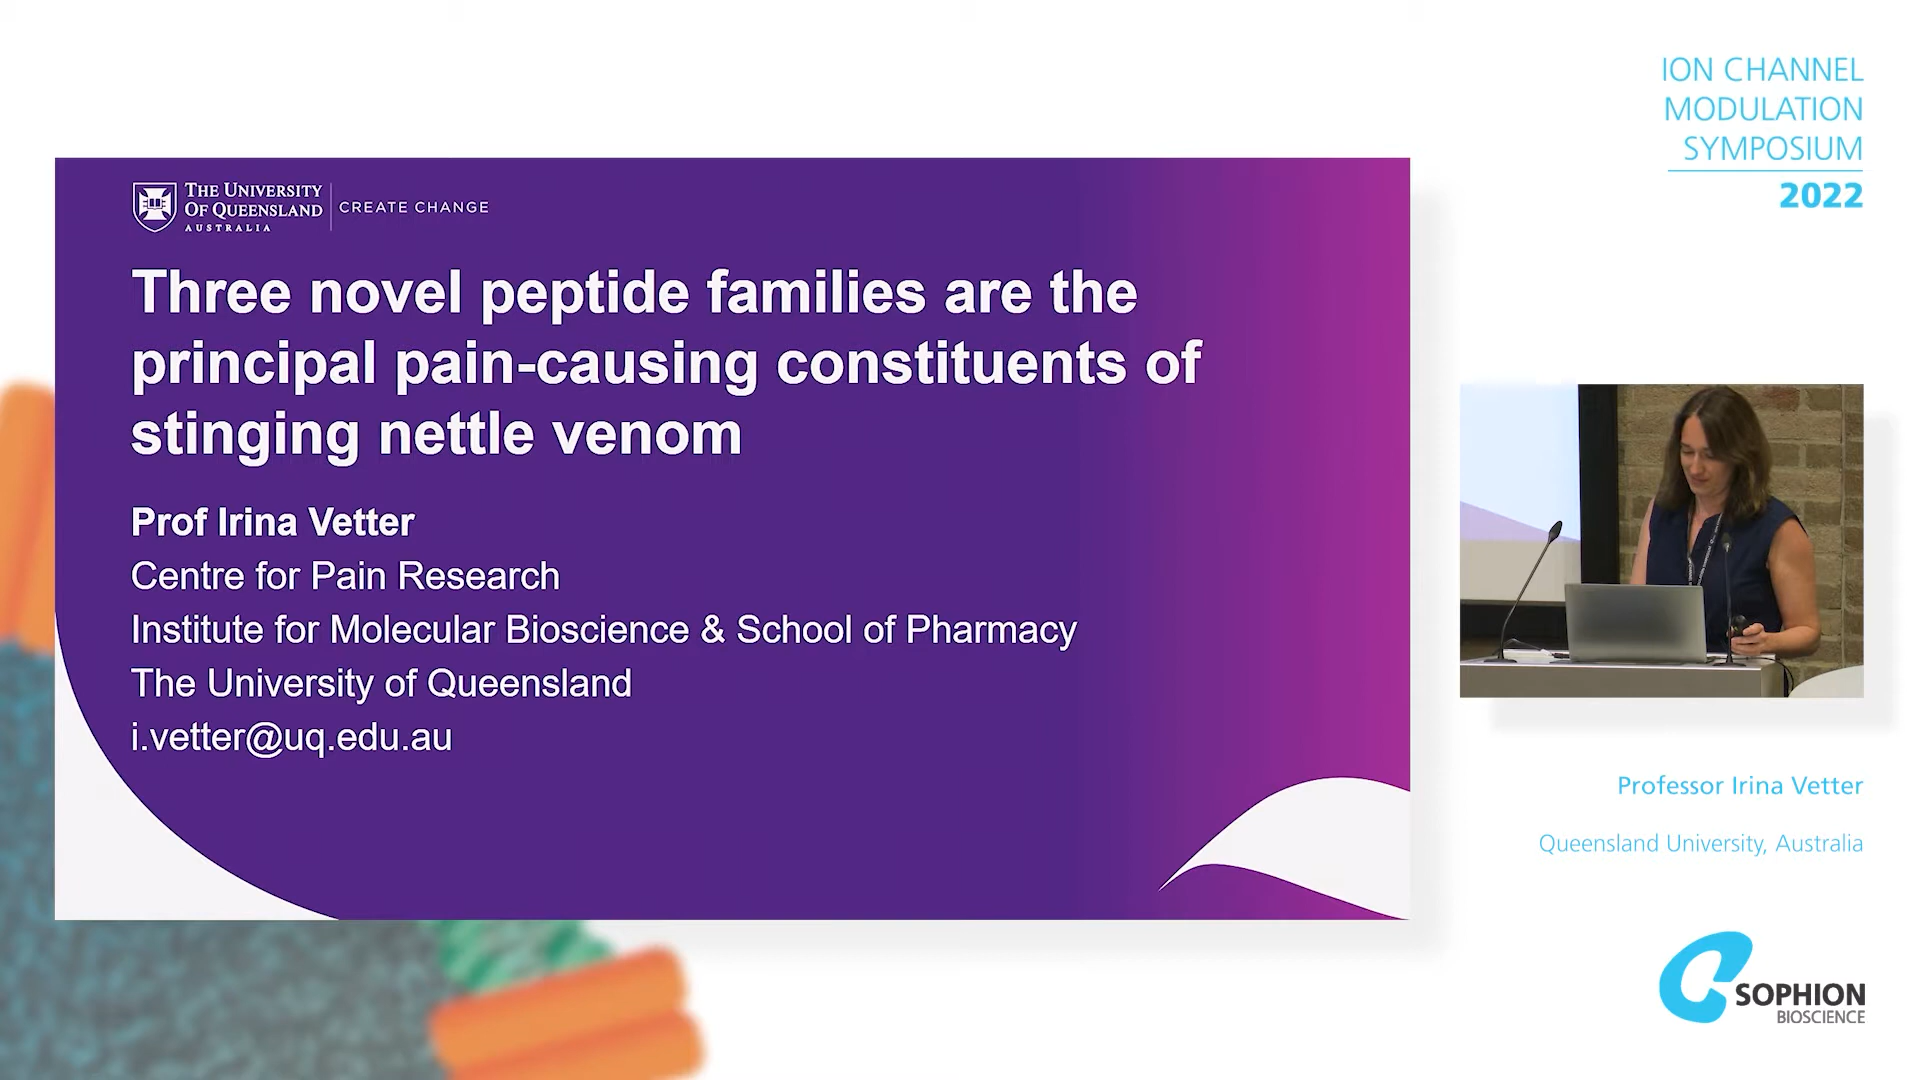 THE UNIVERSITY
OF QUEENSLAND
AUSTRALIA
CREATE CHANGE
Three novel peptide families are the
principal pain-causing constituents of
stinging nettle venom
Prof Irina Vetter
Centre for Pain Research
Institute for Molecular Bioscience & School of Pharmacy
The University of Queensland
i.vetter@uq.edu.au
ION CHANNEL
MODULATION
SYMPOSIUM
2022
Professor Irina Vetter
Queensland University, Australia
SOPHION
BIOSCIENCE